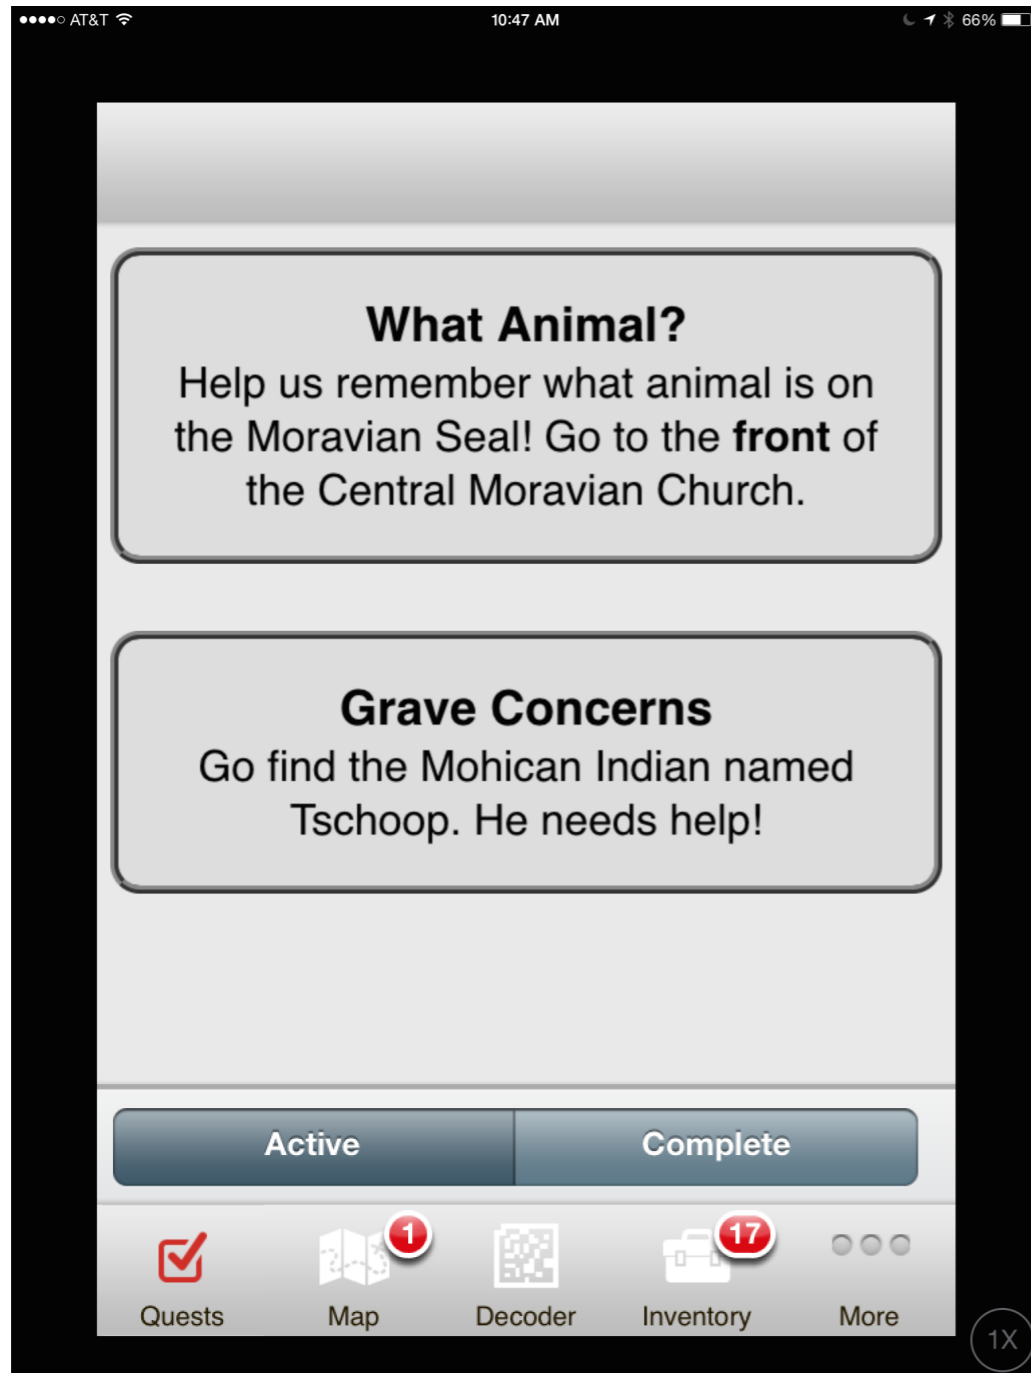 AT&T 10:47 AM 66%
What Animal?
Help us remember what animal is on
the Moravian Seal! Go to the front of
the Central Moravian Church.
Grave Concerns
Go find the Mohican Indian named
Tschoop. He needs help!
Active Complete
1 17
Quests Map Decoder Inventory More
1X